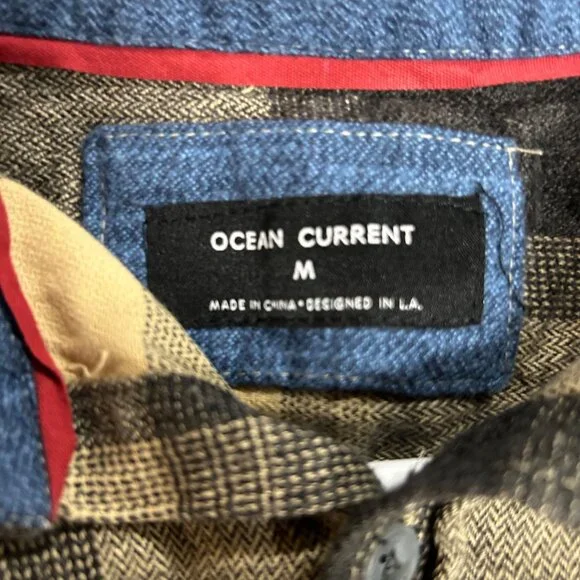 OCEAN CURRENT
M
MADE IN CHINA • DESIGNED IN L.A.